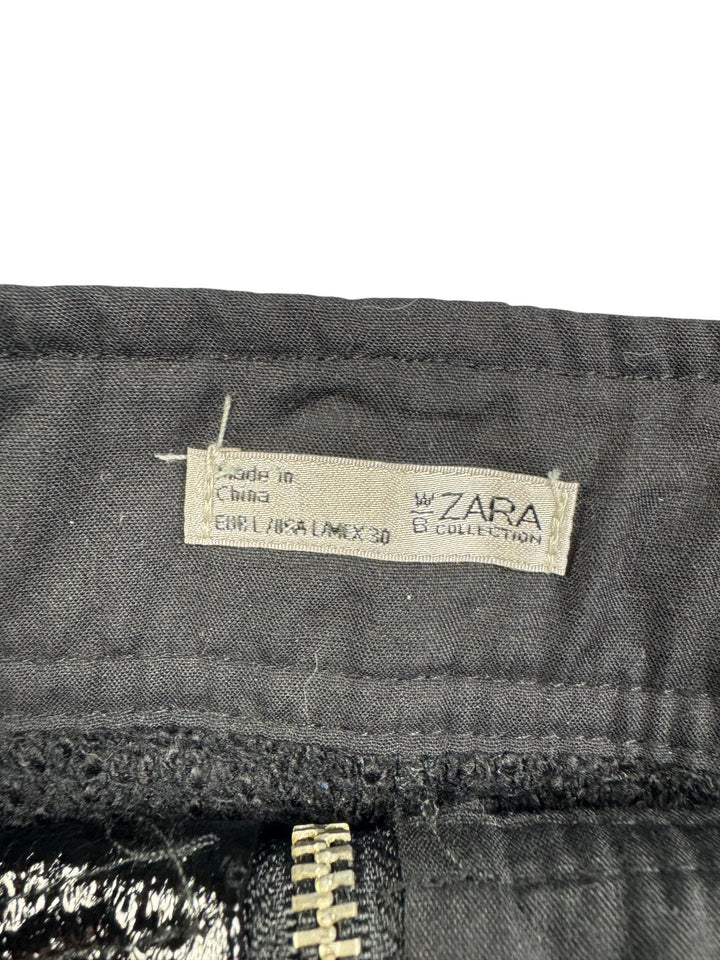 Made in
China
EUR L /USA L/MEX 30
W/B ZARA
COLLECTION